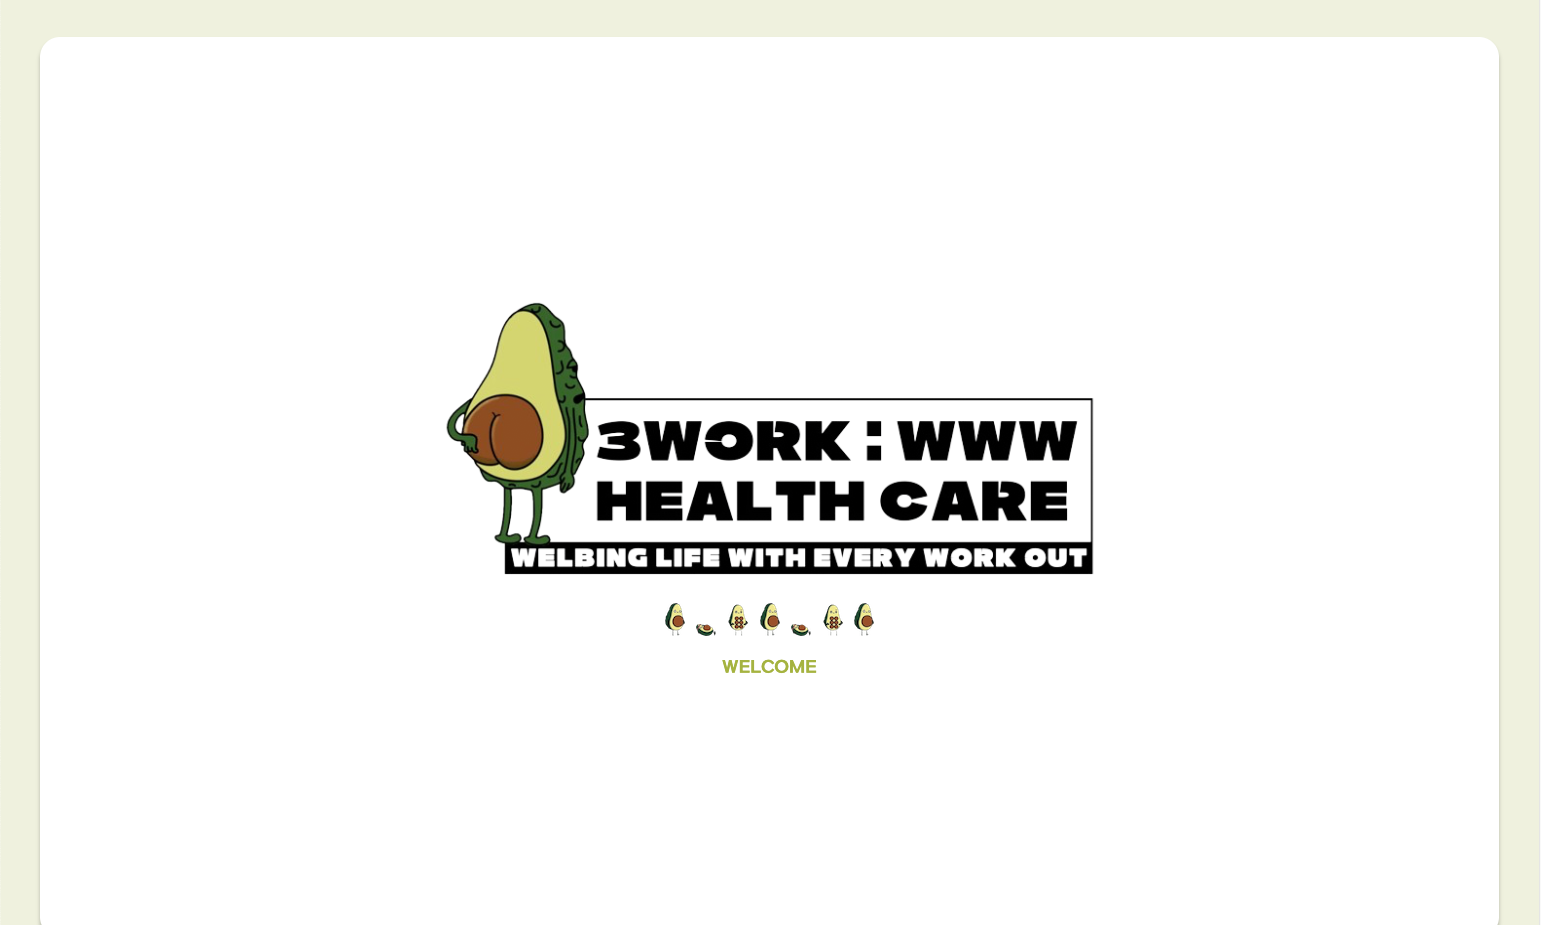 3WORK : WWW
HEALTH CARE
WELBING LIFE WITH EVERY WORK OUT
WELCOME